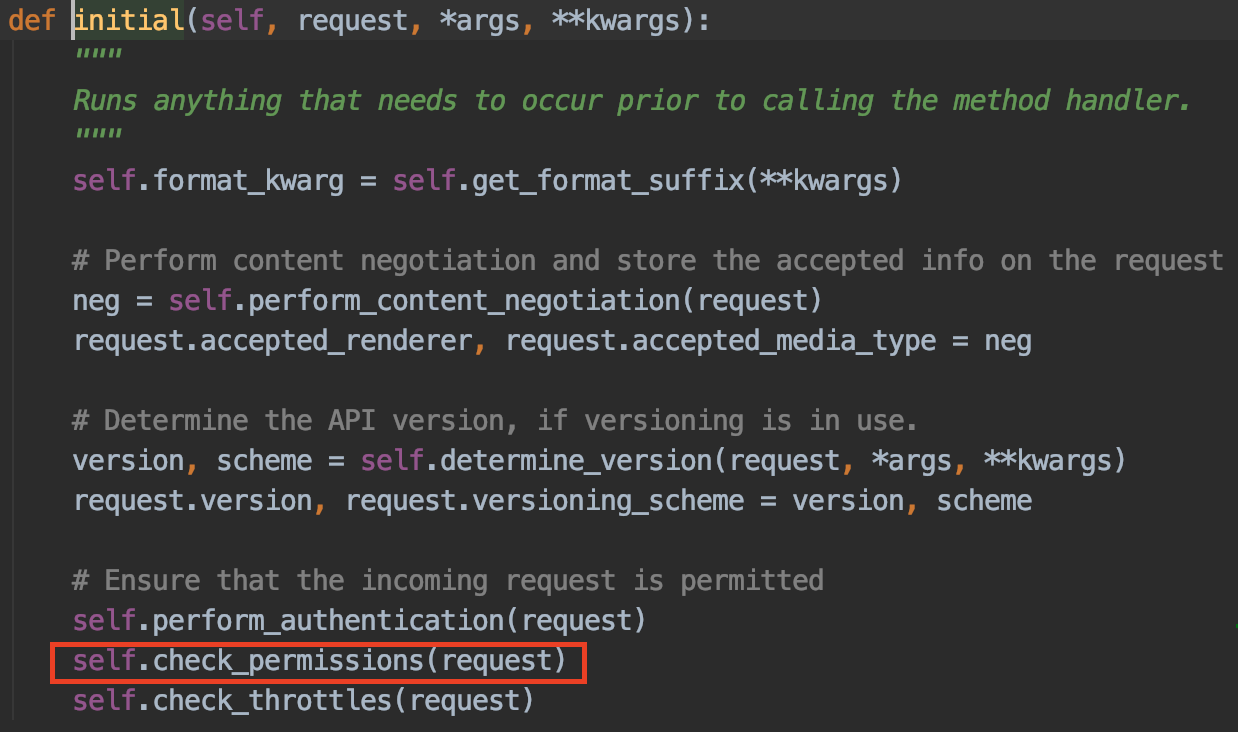 def initial(self, request, *args, **kwargs):
"""
Runs anything that needs to occur prior to calling the method handler.
"""
self.format_kwarg = self.get_format_suffix(**kwargs)
# Perform content negotiation and store the accepted info on the request
neg = self.perform_content_negotiation(request)
request.accepted_renderer, request.accepted_media_type = neg
# Determine the API version, if versioning is in use.
version, scheme = self.determine_version(request, *args, **kwargs)
request.version, request.versioning_scheme = version, scheme
# Ensure that the incoming request is permitted
self.perform_authentication(request)
self.check_permissions(request)
self.check_throttles(request)